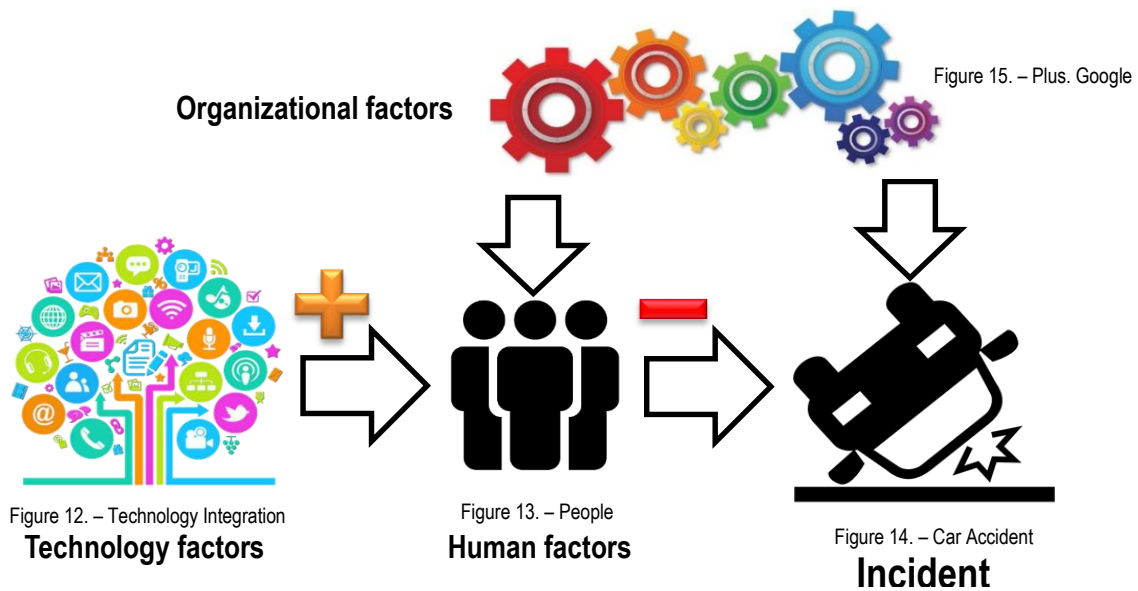 Organizational factors
Figure 15. – Plus. Google
Figure 12. – Technology Integration
Technology factors
Figure 13. – People
Human factors
Figure 14. – Car Accident
Incident